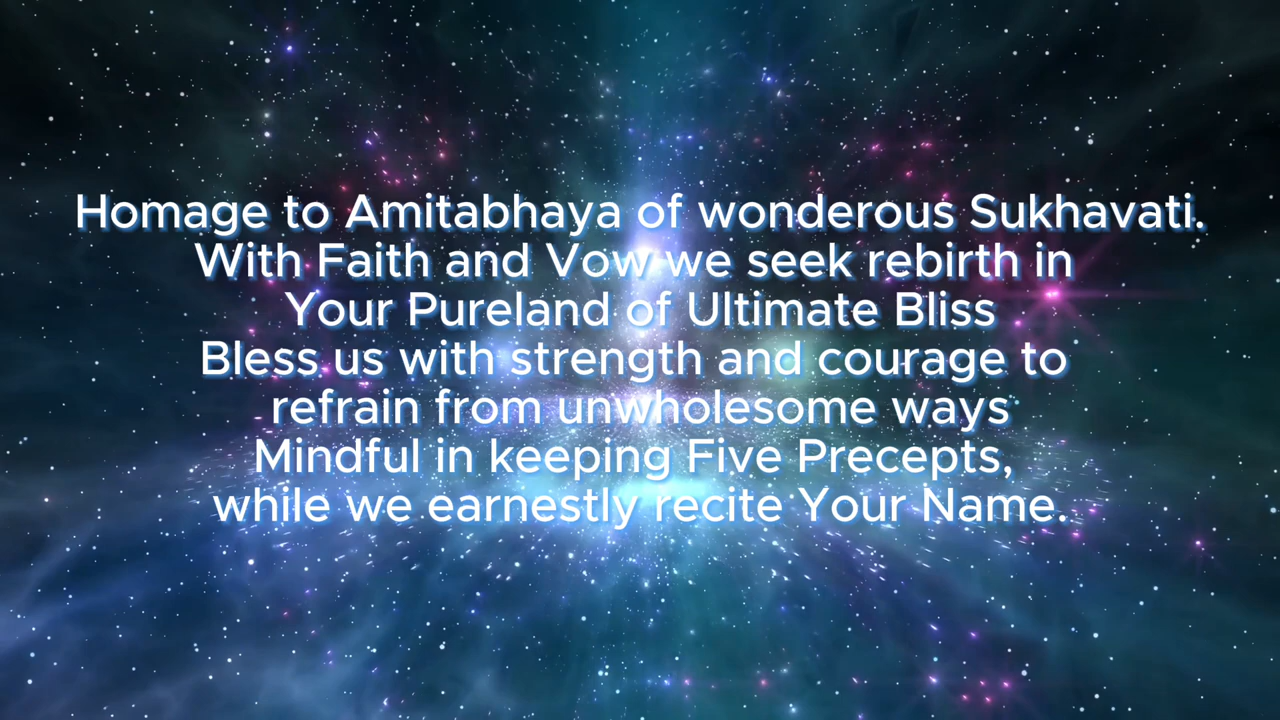 Homage to Amitabhaya of wonderous Sukhavati.
With Faith and Vow we seek rebirth in
Your Pureland of Ultimate Bliss
Bless us with strength and courage to
refrain from unwholesome ways
Mindful in keeping Five Precepts,
while we earnestly recite Your Name.